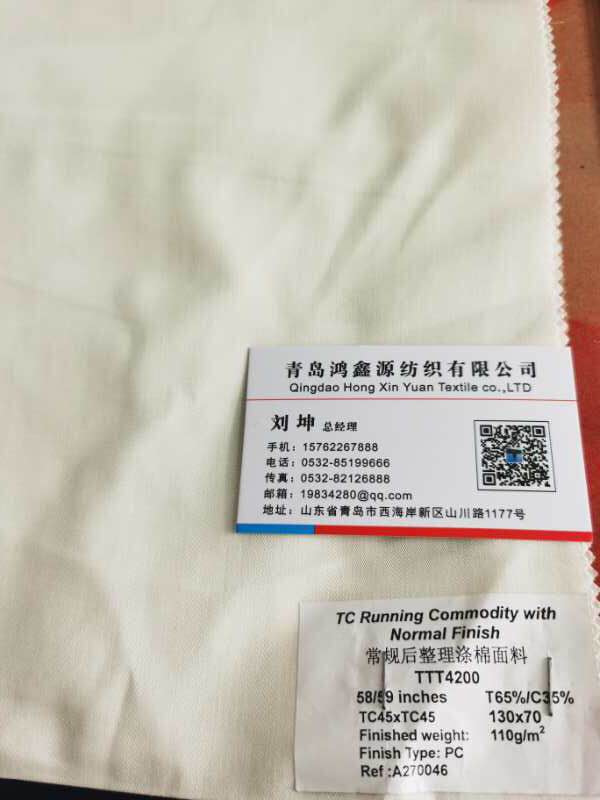 青岛鸿鑫源纺织有限公司
Qingdao Hong Xin Yuan Textile co.,LTD
刘坤 总经理
手机：15762267888
电话：0532-85199666
传真：0532-82126888
邮箱：19834280@qq.com
地址：山东省青岛市西海岸新区山川路1177号
TC Running Commodity with
Normal Finish
常规后整理涤棉面料
TTT4200
58/59 inches T65%/C35%
TC45xTC45 130x70
Finished weight: 110g/m²
Finish Type: PC
Ref :A270046